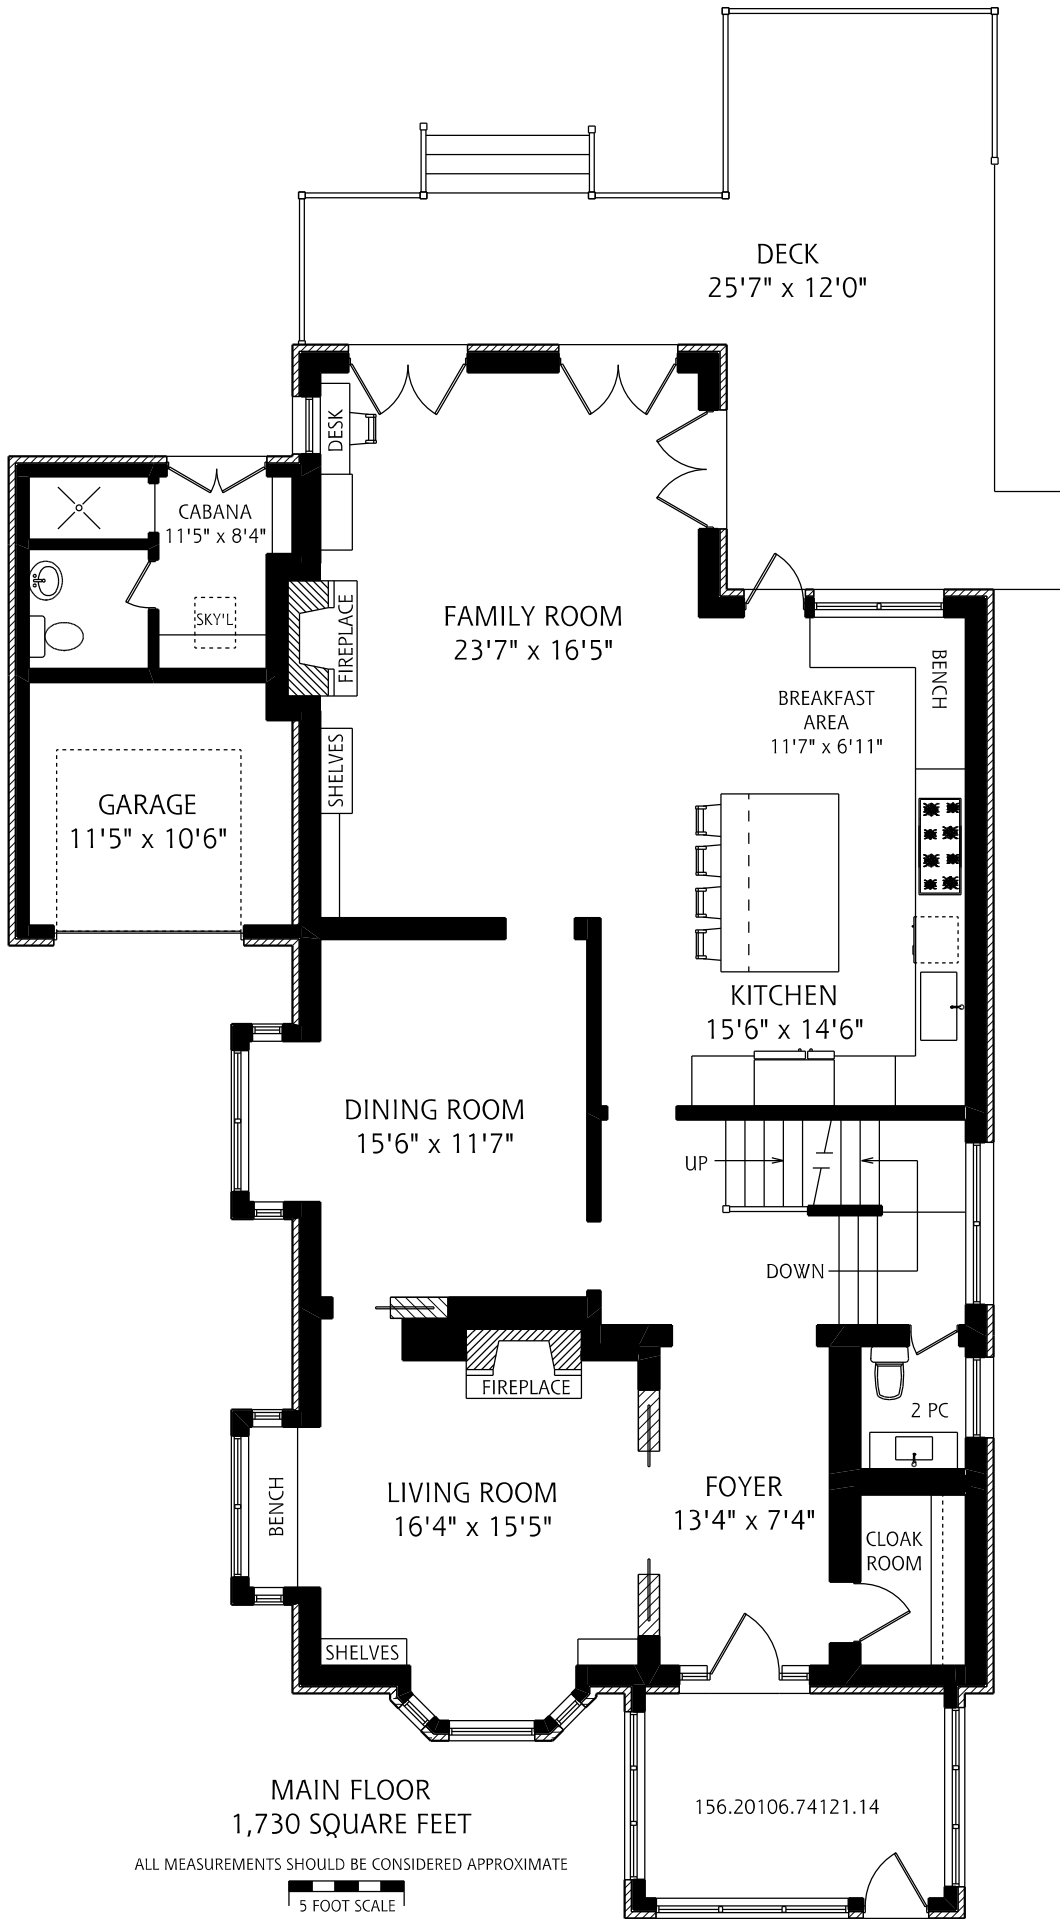 DECK
25'7" x 12'0"
DESK
CABANA
11'5" x 8'4"
SKY'L
FIREPLACE
FAMILY ROOM
23'7" x 16'5"
BENCH
BREAKFAST
AREA
11'7" x 6'11"
SHELVES
GARAGE
11'5" x 10'6"
KITCHEN
15'6" x 14'6"
DINING ROOM
15'6" x 11'7"
UP
DOWN
FIREPLACE
2 PC
BENCH
LIVING ROOM
16'4" x 15'5"
FOYER
13'4" x 7'4"
CLOAK
ROOM
SHELVES
MAIN FLOOR
1,730 SQUARE FEET
156.20106.74121.14
ALL MEASUREMENTS SHOULD BE CONSIDERED APPROXIMATE
5 FOOT SCALE